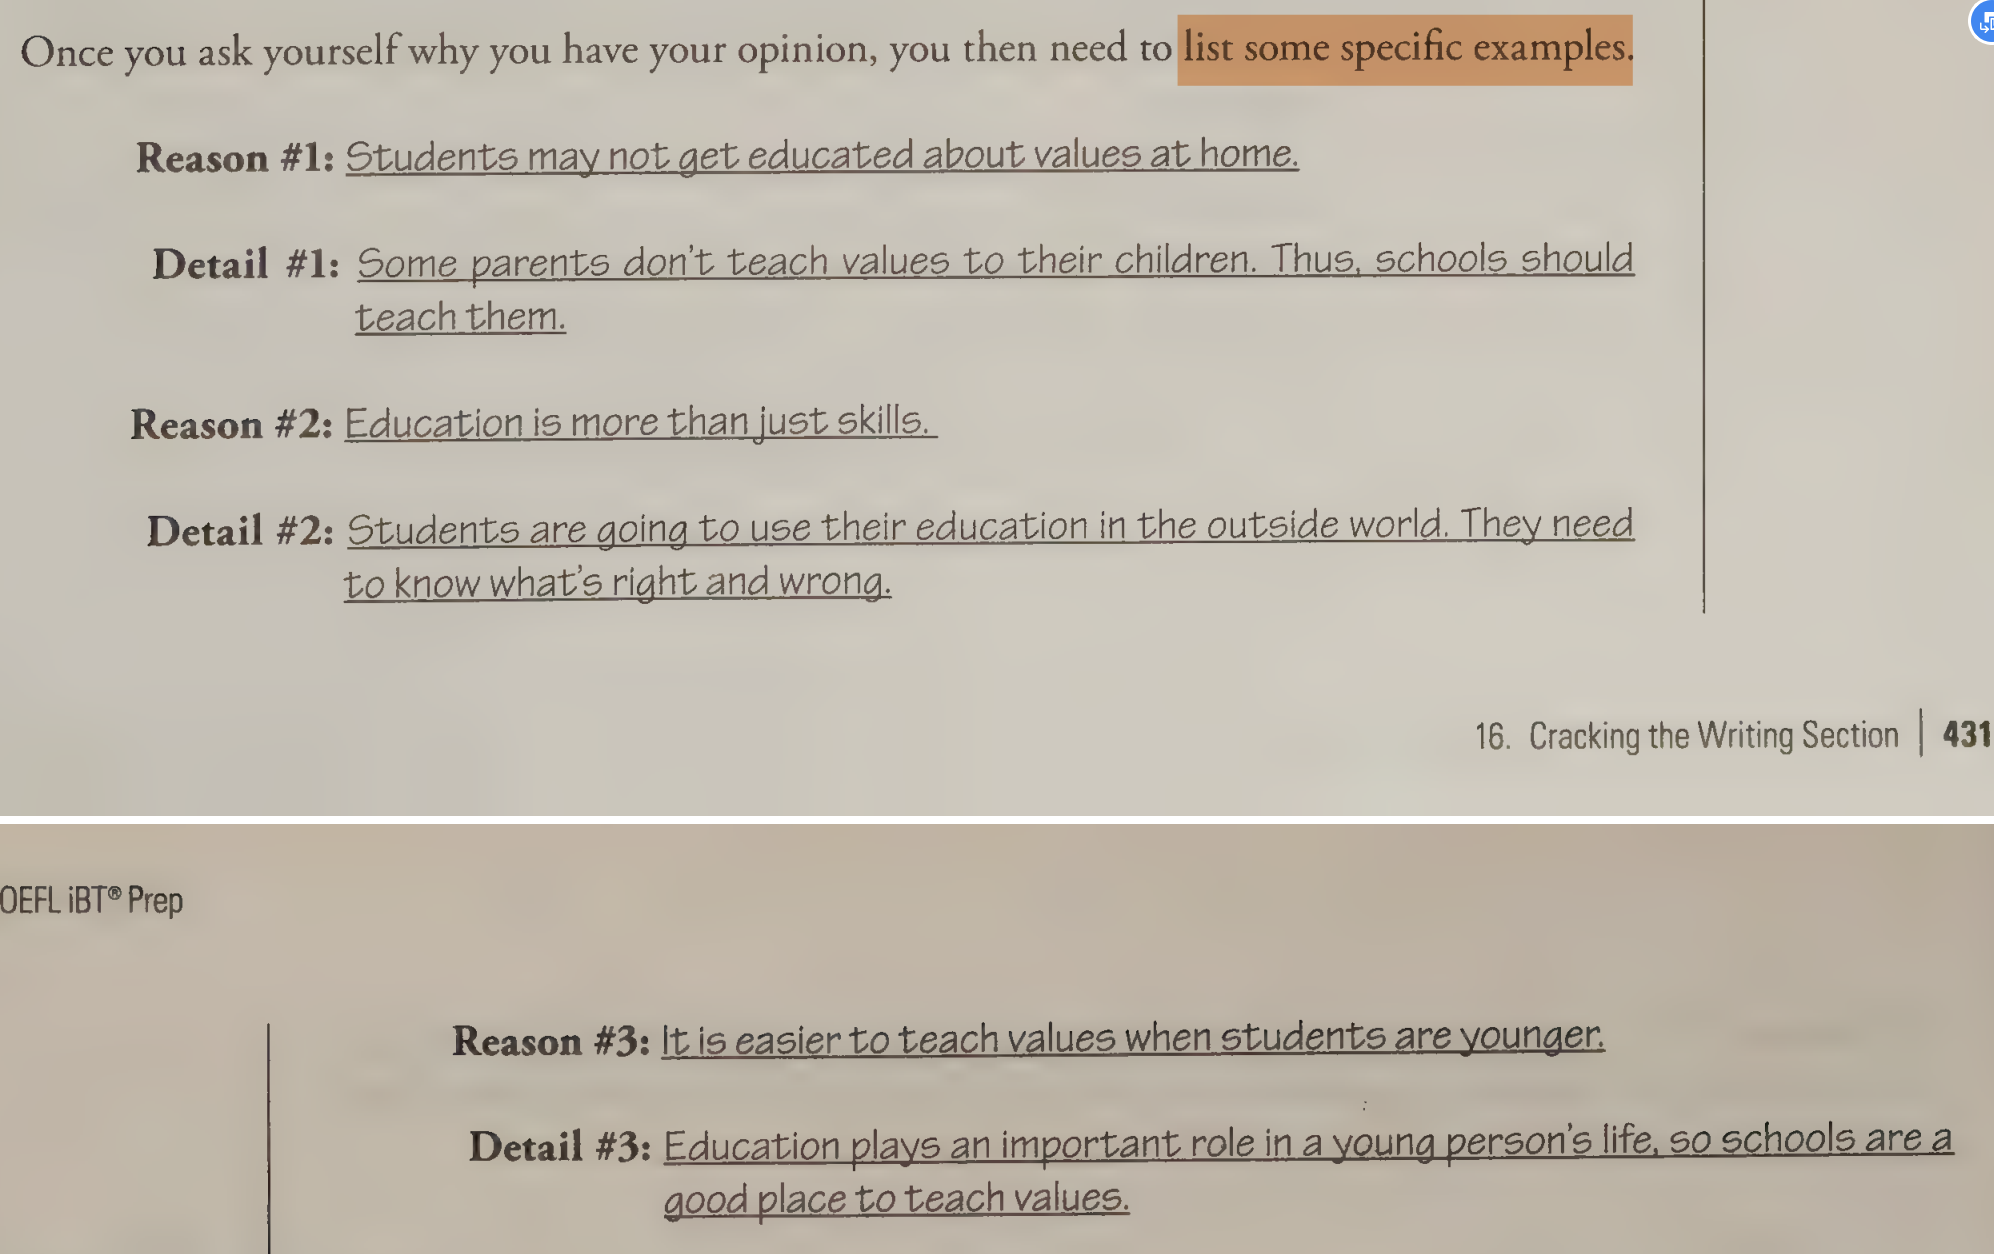 Once you ask yourself why you have your opinion, you then need to list some specific examples.
Reason #1: Students may not get educated about values at home.
Detail #1: Some parents don't teach values to their children. Thus, schools should
teach them.
Reason #2: Education is more than just skills.
Detail #2: Students are going to use their education in the outside world. They need
to know what's right and wrong.
16. Cracking the Writing Section | 431
OEFL iBT® Prep
Reason #3: It is easier to teach values when students are younger.
Detail #3: Education plays an important role in a young person's life, so schools are a
good place to teach values.